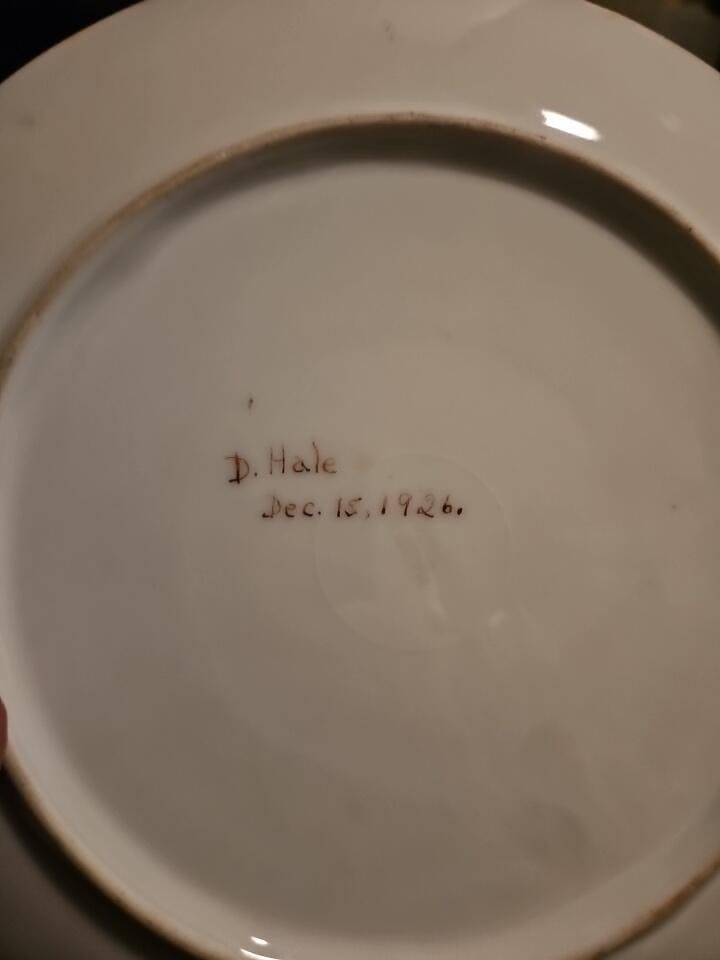 D. Hale
Dec. 15, 1926.